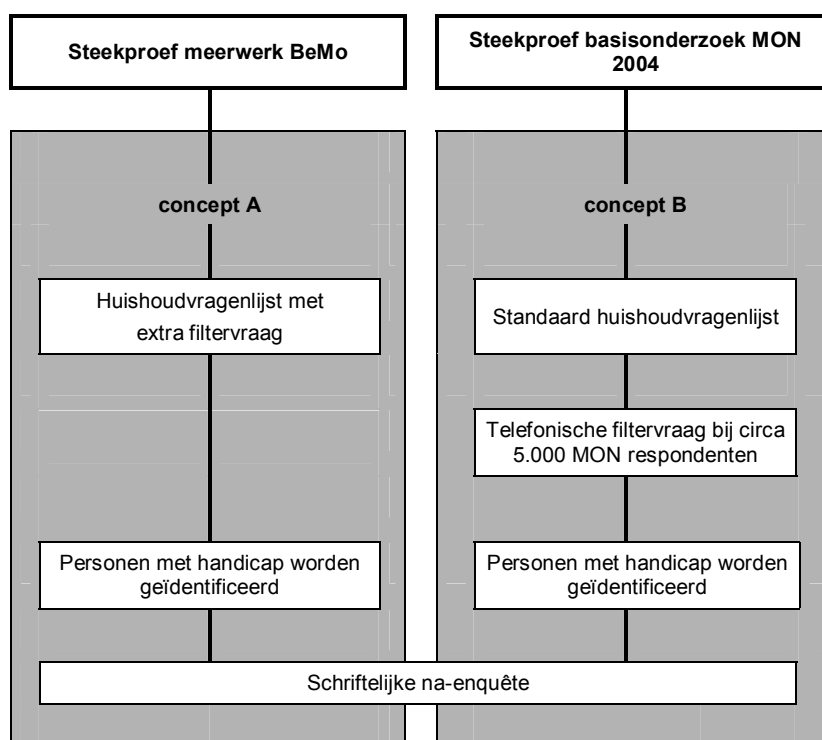 Steekproef meerwerk BeMo
Steekproef basisonderzoek MON
2004
concept A
concept B
Huishoudvragenlijst met
extra filtervraag
Standaard huishoudvragenlijst
Telefonische filtervraag bij circa
5.000 MON respondenten
Personen met handicap worden
geïdentificeerd
Personen met handicap worden
geïdentificeerd
Schriftelijke na-enquête